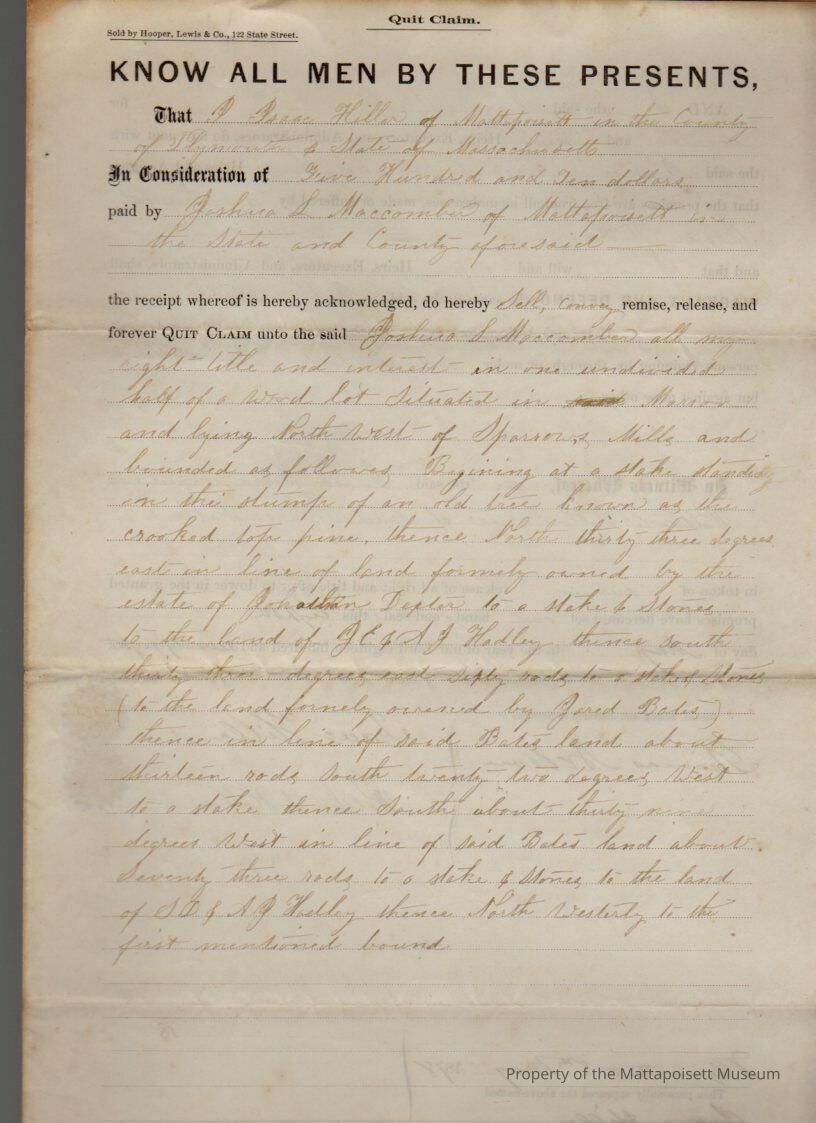 Quit Claim.
Sold by Hooper, Lewis & Co., 122 State Street.
KNOW ALL MEN BY THESE PRESENTS,
That I Isaac Hiller of Mattapoisett in the County
of Plymouth & State of Massachusetts
In Consideration of Five Hundred and Ten dollars
paid by Joshua L Maccomber of Mattapoisett in
the State and County aforesaid
the receipt whereof is hereby acknowledged, do hereby Sell, Convey remise, release, and
forever QUIT CLAIM unto the said Joshua L Maccomber all my
right title and interest in one undivided
half of a wood lot situated in Marion
and lying North West of Sparrows Mills and
bounded as follows, Begining at a stake standing
in the stump of an old tree known as the
crooked top pine, thence North thirty three degrees
east in line of land formely owned by the
estate of Jonathan Dexter to a stake & Stones
to the land of & A J Hadley thence south
thirty three degrees east sixty rods to a stake & Stones
(to the land formely owned by Jared Bates)
thence in line of said Bates land about
thirteen rods South twenty two degrees West
to a stake thence South about thirty nine
degrees West in line of said Bates land about
Seventy three rods to a stake & Stones to the land
of & A J Hadley thence North Westerly to the
first mentioned bound
Property of the Mattapoisett Museum